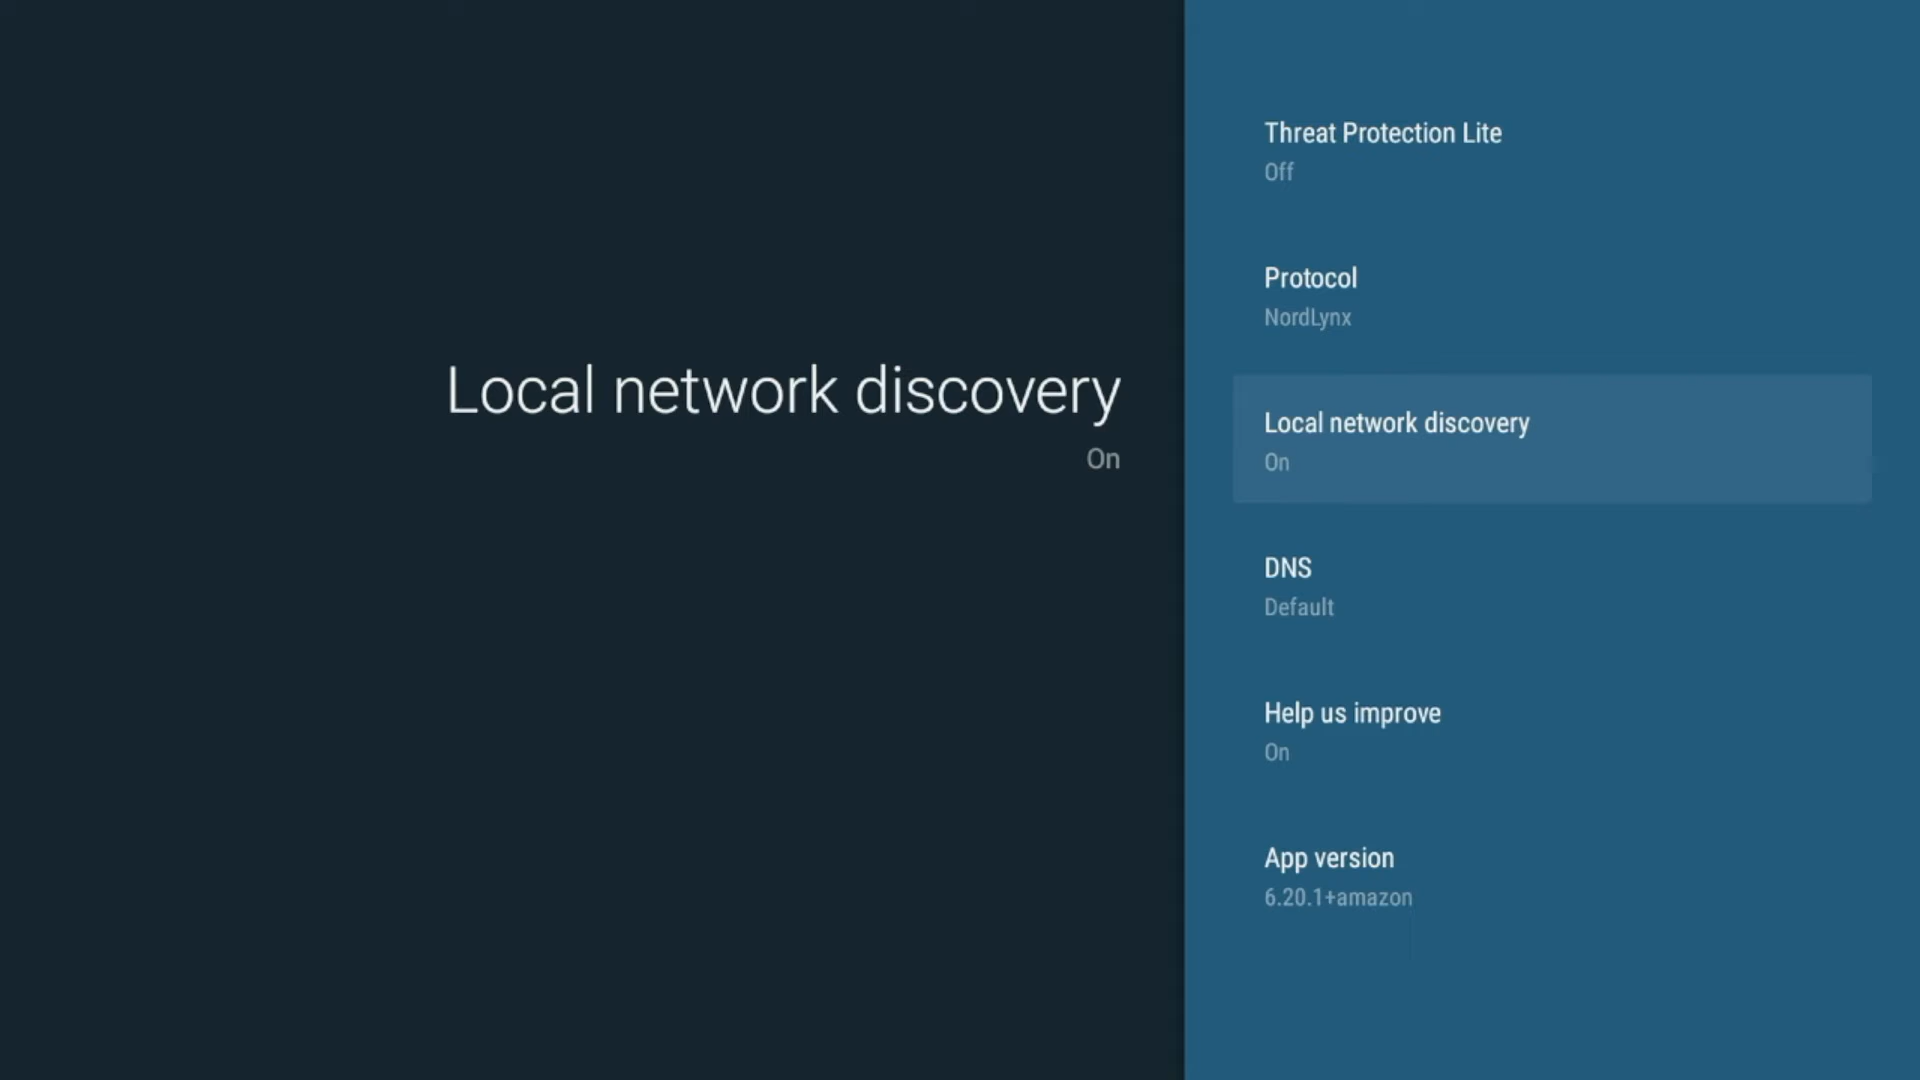 Local network discovery
On
Threat Protection Lite
Off
Protocol
NordLynx
Local network discovery
On
DNS
Default
Help us improve
On
App version
6.20.1+amazon